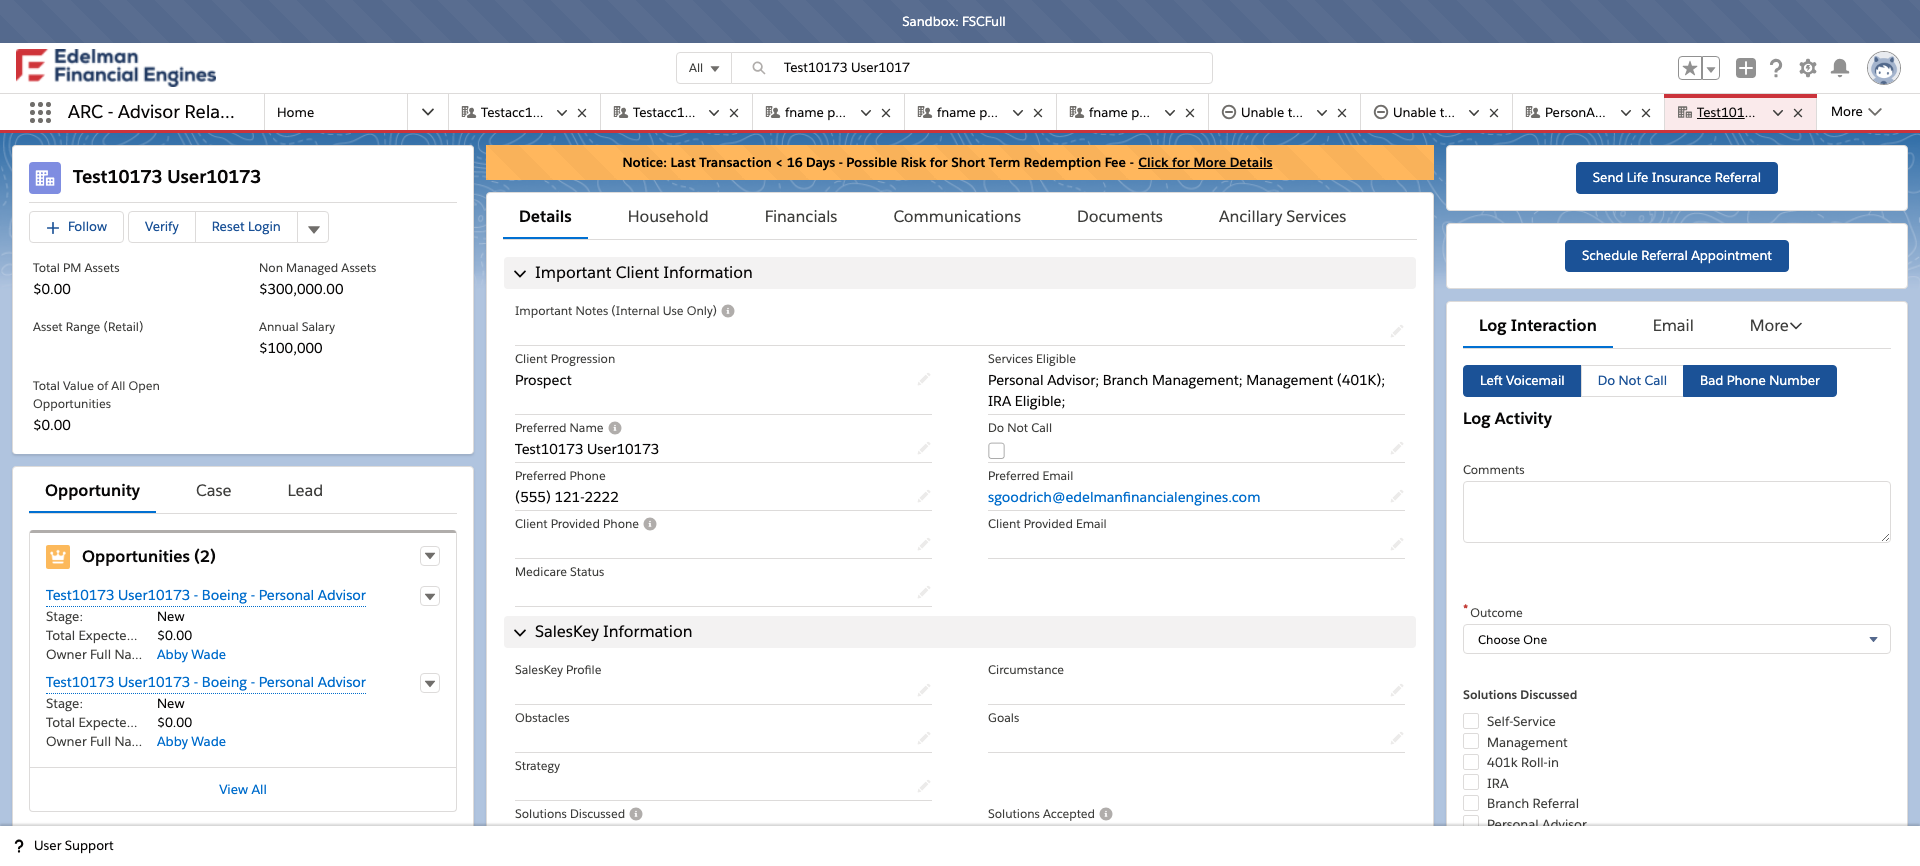 Sandbox: FSCFull
Edelman
Financial Engines
All
Test10173 User1017
ARC - Advisor Rela...
Home
Testacc1...
Testacc1...
fname p...
fname p...
fname p...
Unable t...
Unable t...
PersonA...
Test101...
More
Test10173 User10173
Follow
Verify
Reset Login
Total PM Assets
Non Managed Assets
$0.00
$300,000.00
Asset Range (Retail)
Annual Salary
$100,000
Total Value of All Open
Opportunities
$0.00
Opportunity
Case
Lead
Opportunities (2)
Test10173 User10173 - Boeing - Personal Advisor
Stage: New
Total Expecte... $0.00
Owner Full Na... Abby Wade
Test10173 User10173 - Boeing - Personal Advisor
Stage: New
Total Expecte... $0.00
Owner Full Na... Abby Wade
View All
Notice: Last Transaction < 16 Days - Possible Risk for Short Term Redemption Fee - Click for More Details
Details
Household
Financials
Communications
Documents
Ancillary Services
Important Client Information
Important Notes (Internal Use Only)
Client Progression
Prospect
Services Eligible
Personal Advisor; Branch Management; Management (401K);
IRA Eligible;
Preferred Name
Test10173 User10173
Do Not Call
Preferred Phone
(555) 121-2222
Preferred Email
sgoodrich@edelmanfinancialengines.com
Client Provided Phone
Client Provided Email
Medicare Status
SalesKey Information
SalesKey Profile
Circumstance
Obstacles
Goals
Strategy
Solutions Discussed
Solutions Accepted
Send Life Insurance Referral
Schedule Referral Appointment
Log Interaction
Email
More
Left Voicemail
Do Not Call
Bad Phone Number
Log Activity
Comments
* Outcome
Choose One
Solutions Discussed
Self-Service
Management
401k Roll-in
IRA
Branch Referral
Personal Advisor
? User Support